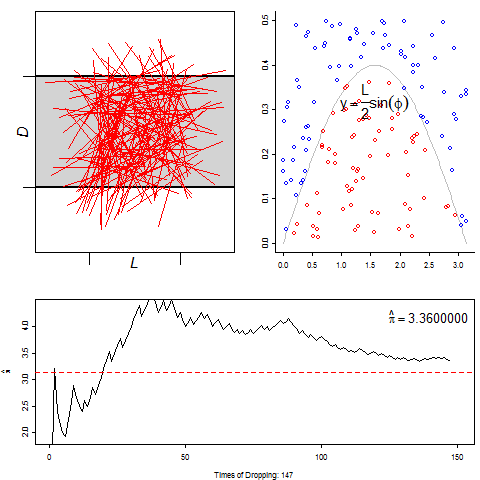 D
L
0.0 0.1 0.2 0.3 0.4 0.5
y = L/2 sin(ϕ)
0.0 0.5 1.0 1.5 2.0 2.5 3.0
2.0 2.5 3.0 3.5 4.0
π̂
π̂ = 3.3600000
0 50 100 150
Times of Dropping: 147